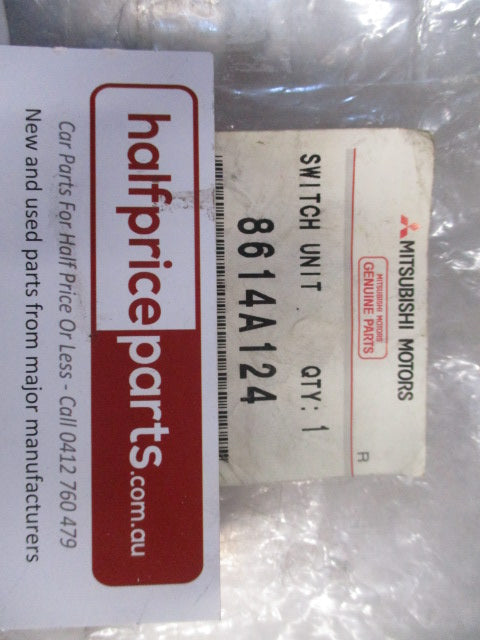 MITSUBISHI MOTORS
MITSUBISHI MOTORS
GENUINE PARTS
R
SWITCH UNIT QTY: 1
8614A124
halfpriceparts.com.au
Car Parts For Half Price Or Less - Call 0412 760 479
New and used parts from major manufacturers